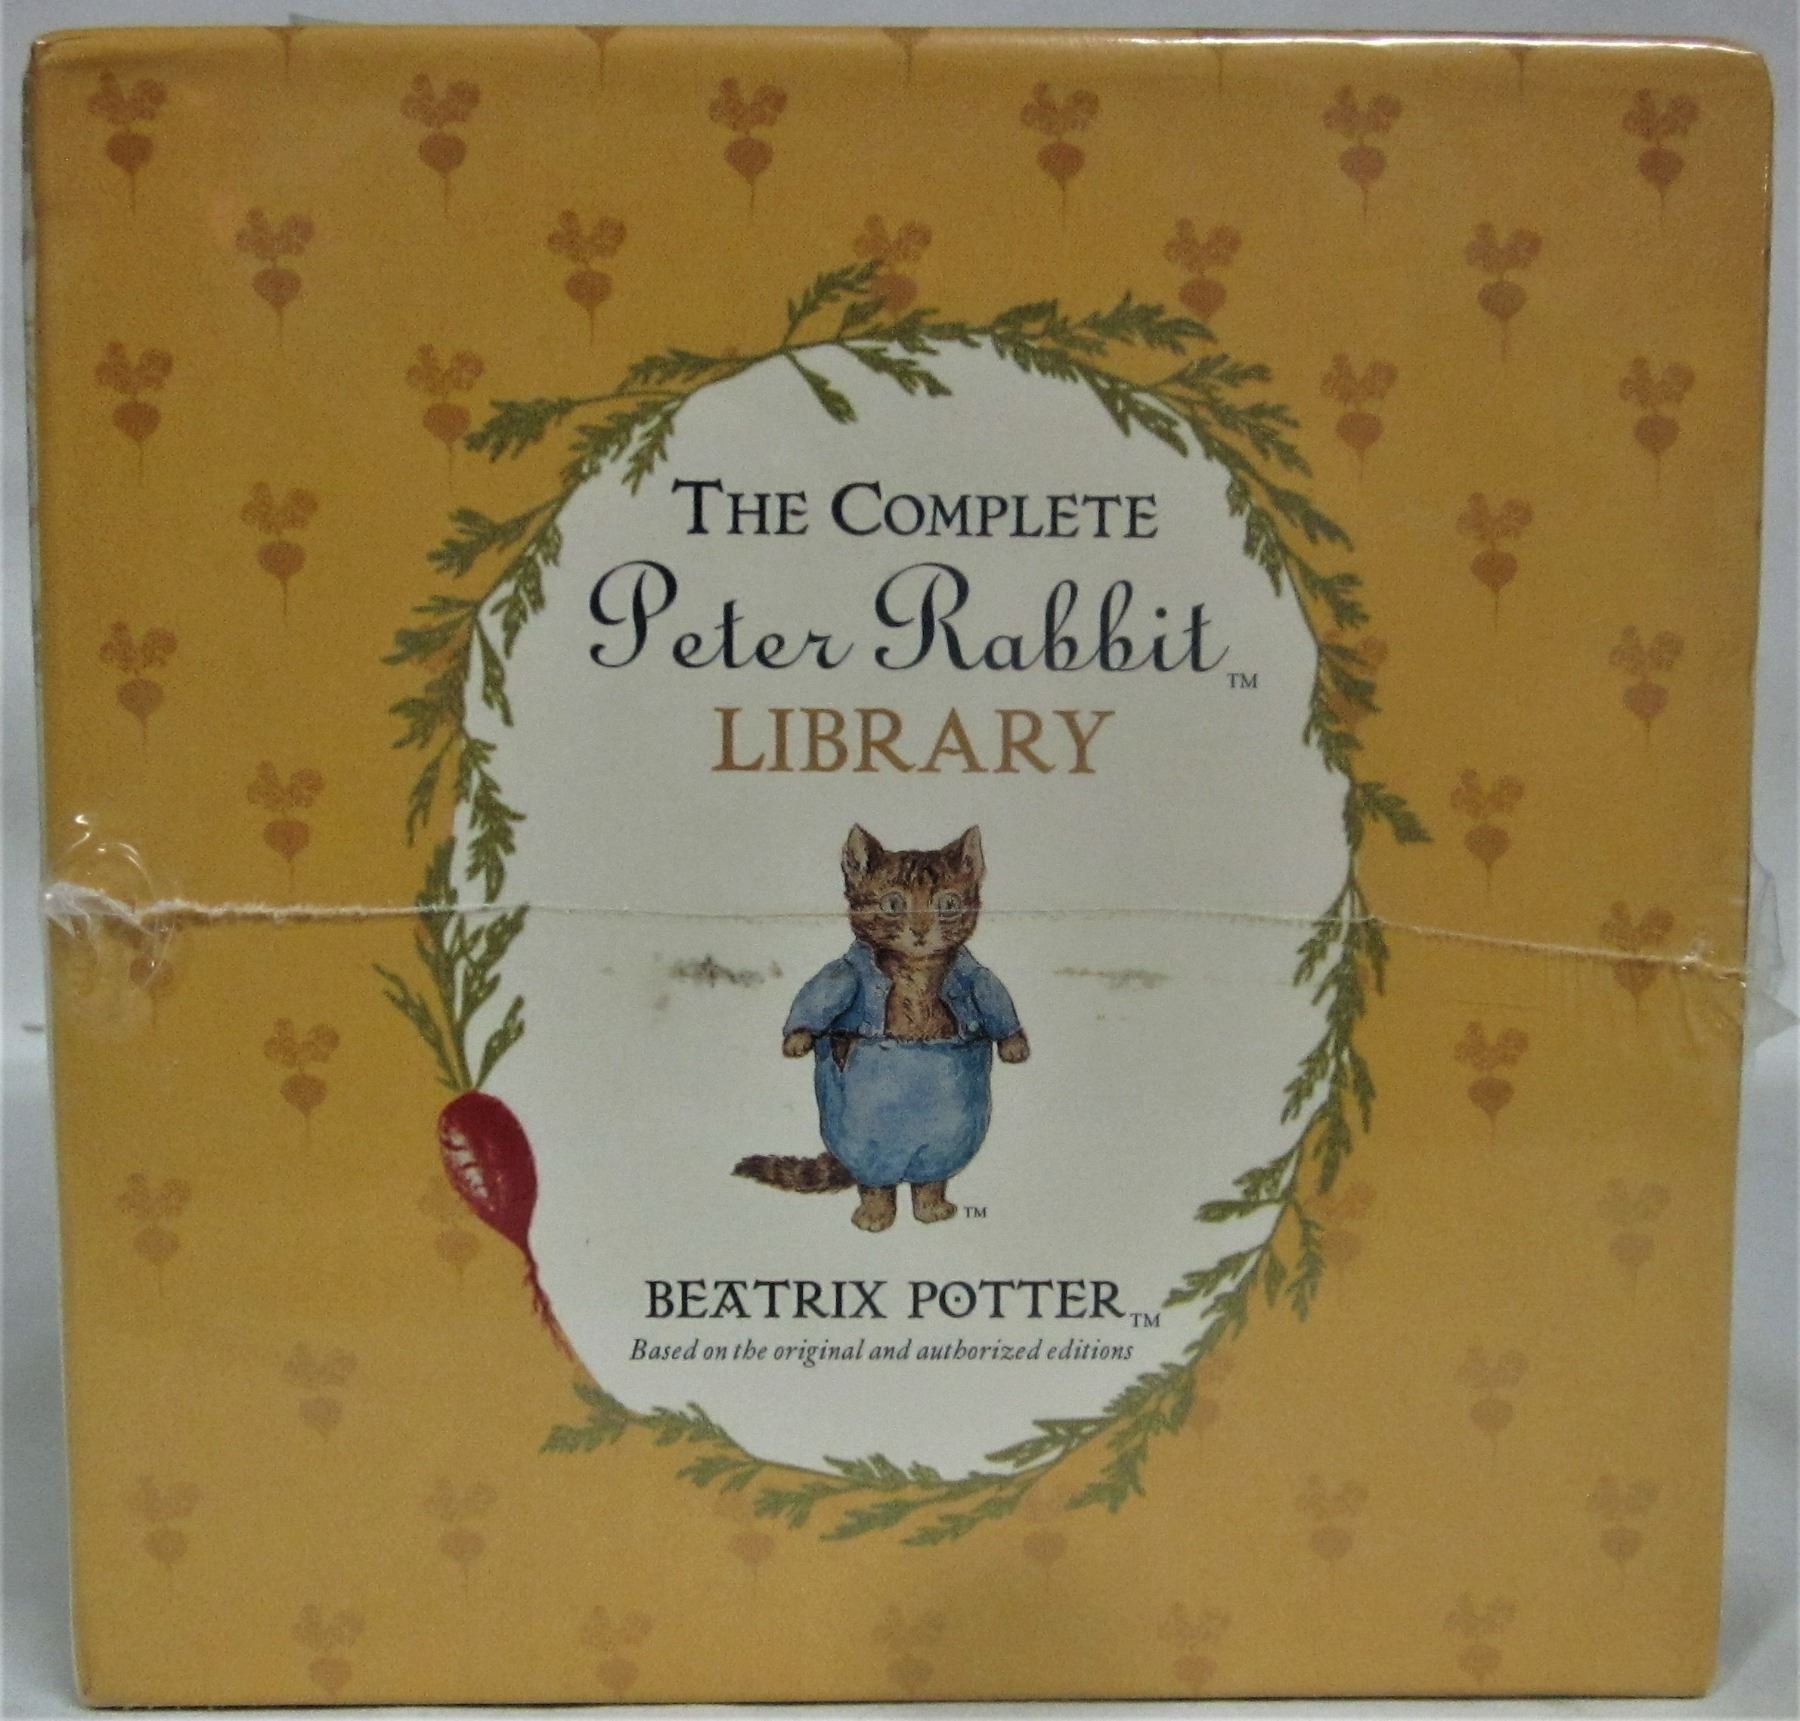 THE COMPLETE
Peter Rabbit™
LIBRARY
™
BEATRIX POTTER™
Based on the original and authorized editions